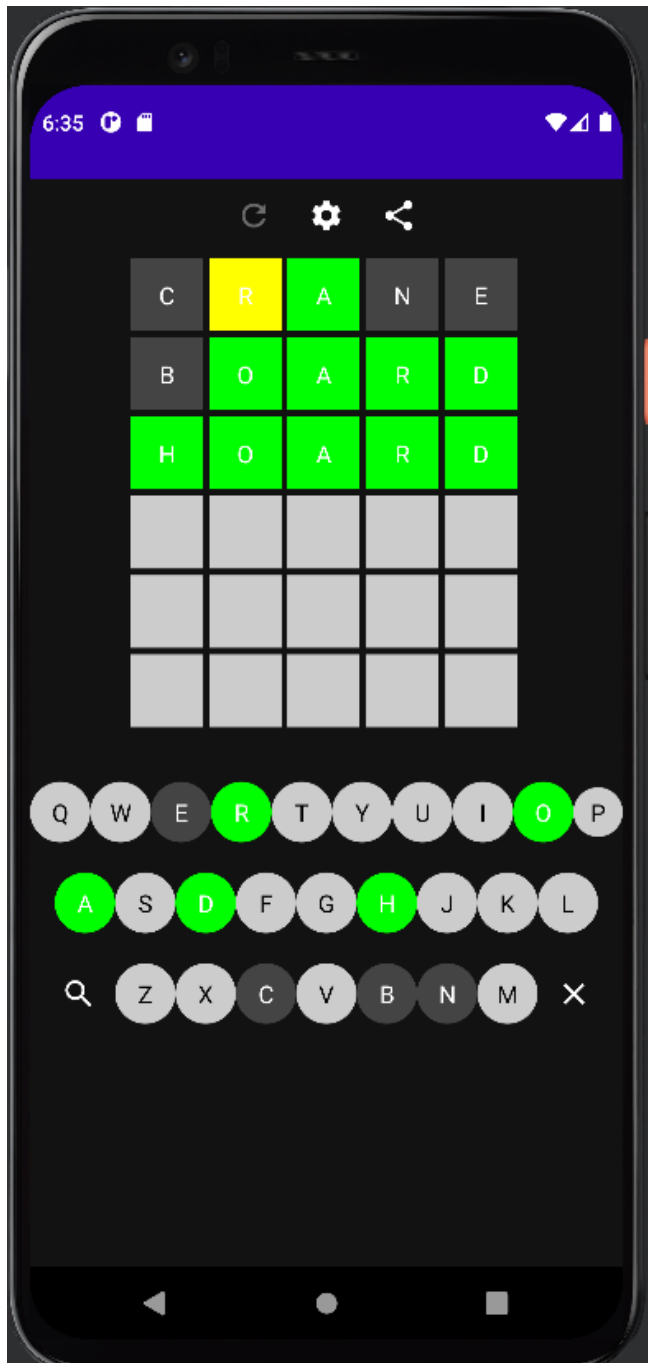 6:35
C R A N E
B O A R D
H O A R D
Q W E R T Y U I O P
A S D F G H J K L
Z X C V B N M